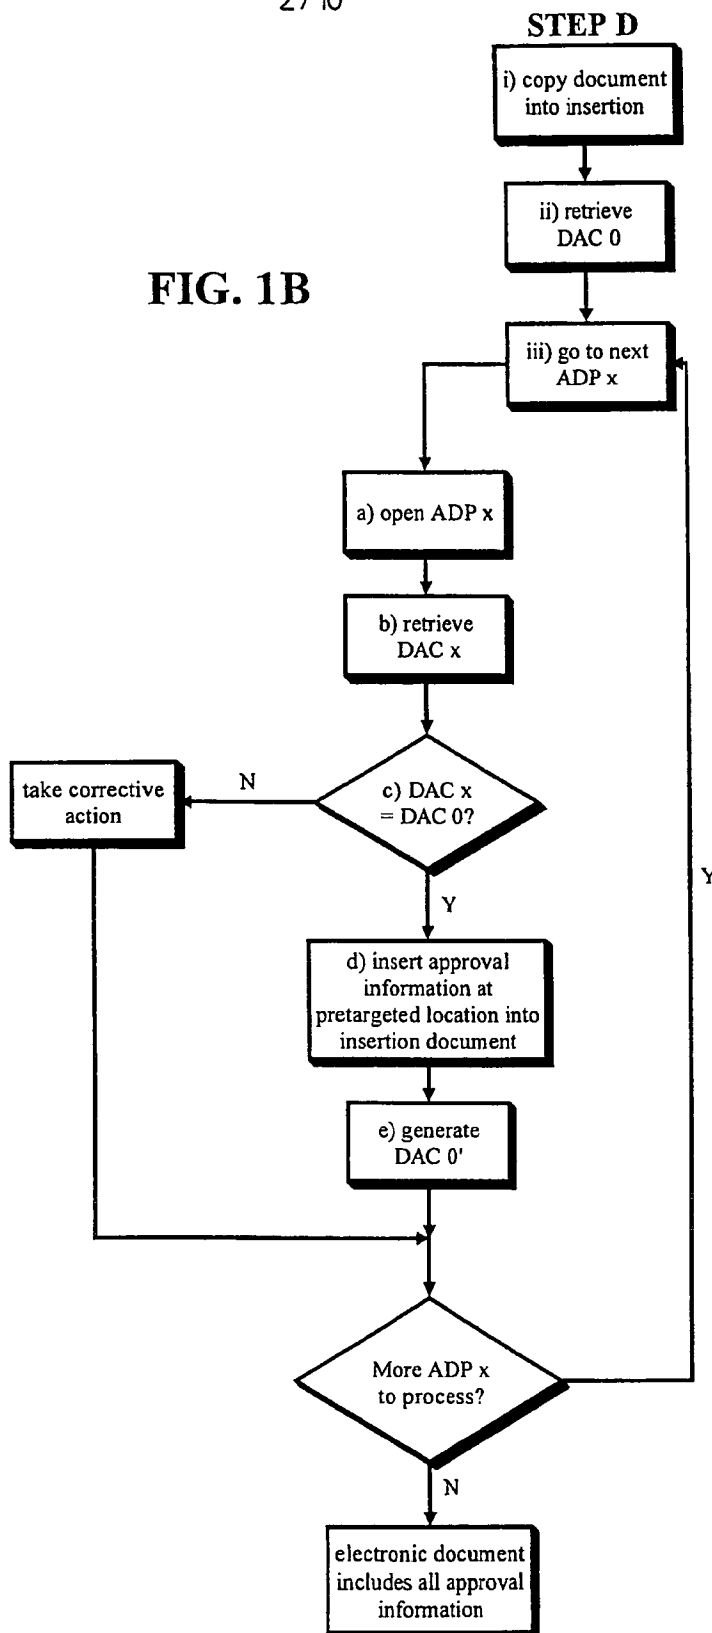 2/10
STEP D
i) copy document
into insertion
ii) retrieve
DAC 0
FIG. 1B
iii) go to next
ADP x
a) open ADP x
b) retrieve
DAC x
take corrective
action
N
c) DAC x
= DAC 0?
Y
Y
d) insert approval
information at
pretargeted location into
insertion document
e) generate
DAC 0'
More ADP x
to process?
N
electronic document
includes all approval
information